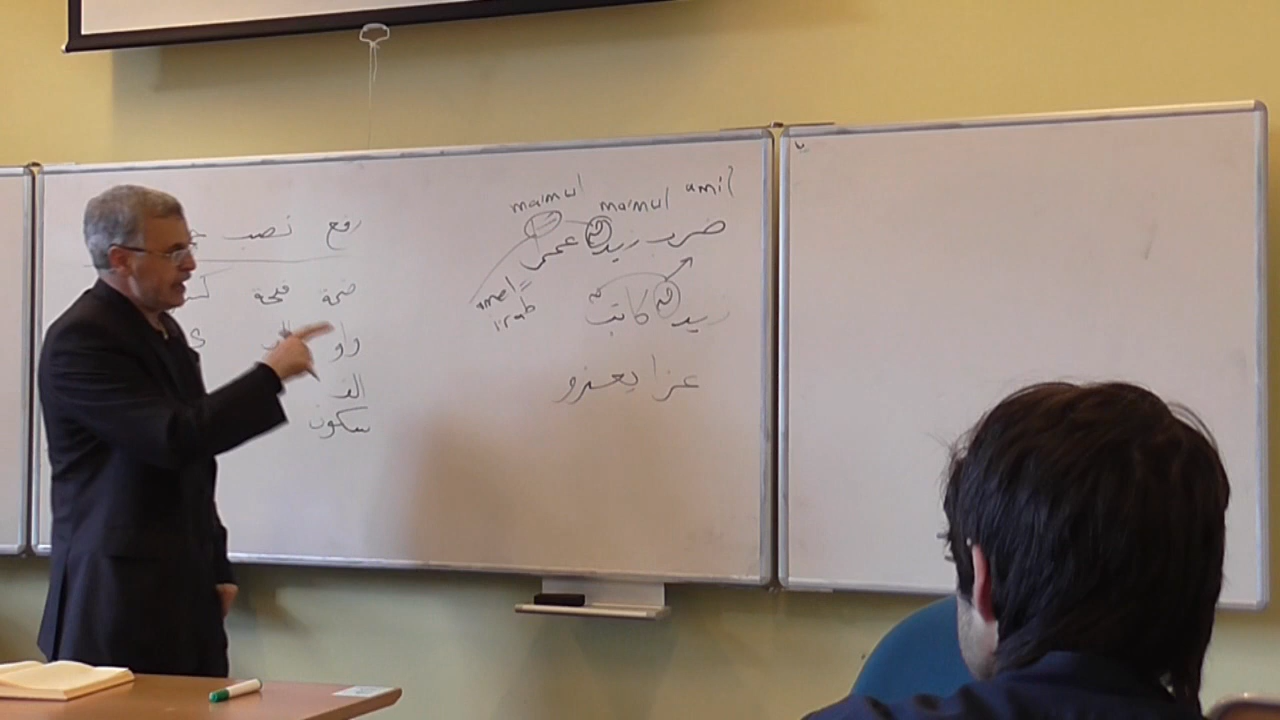 amil ma'mul ma'mul
ضرب زيد عمر
amel
irab
زيد كاتب
غزا يغزو
رفع نصب
ضمة فتحة
واو
الف
سكون